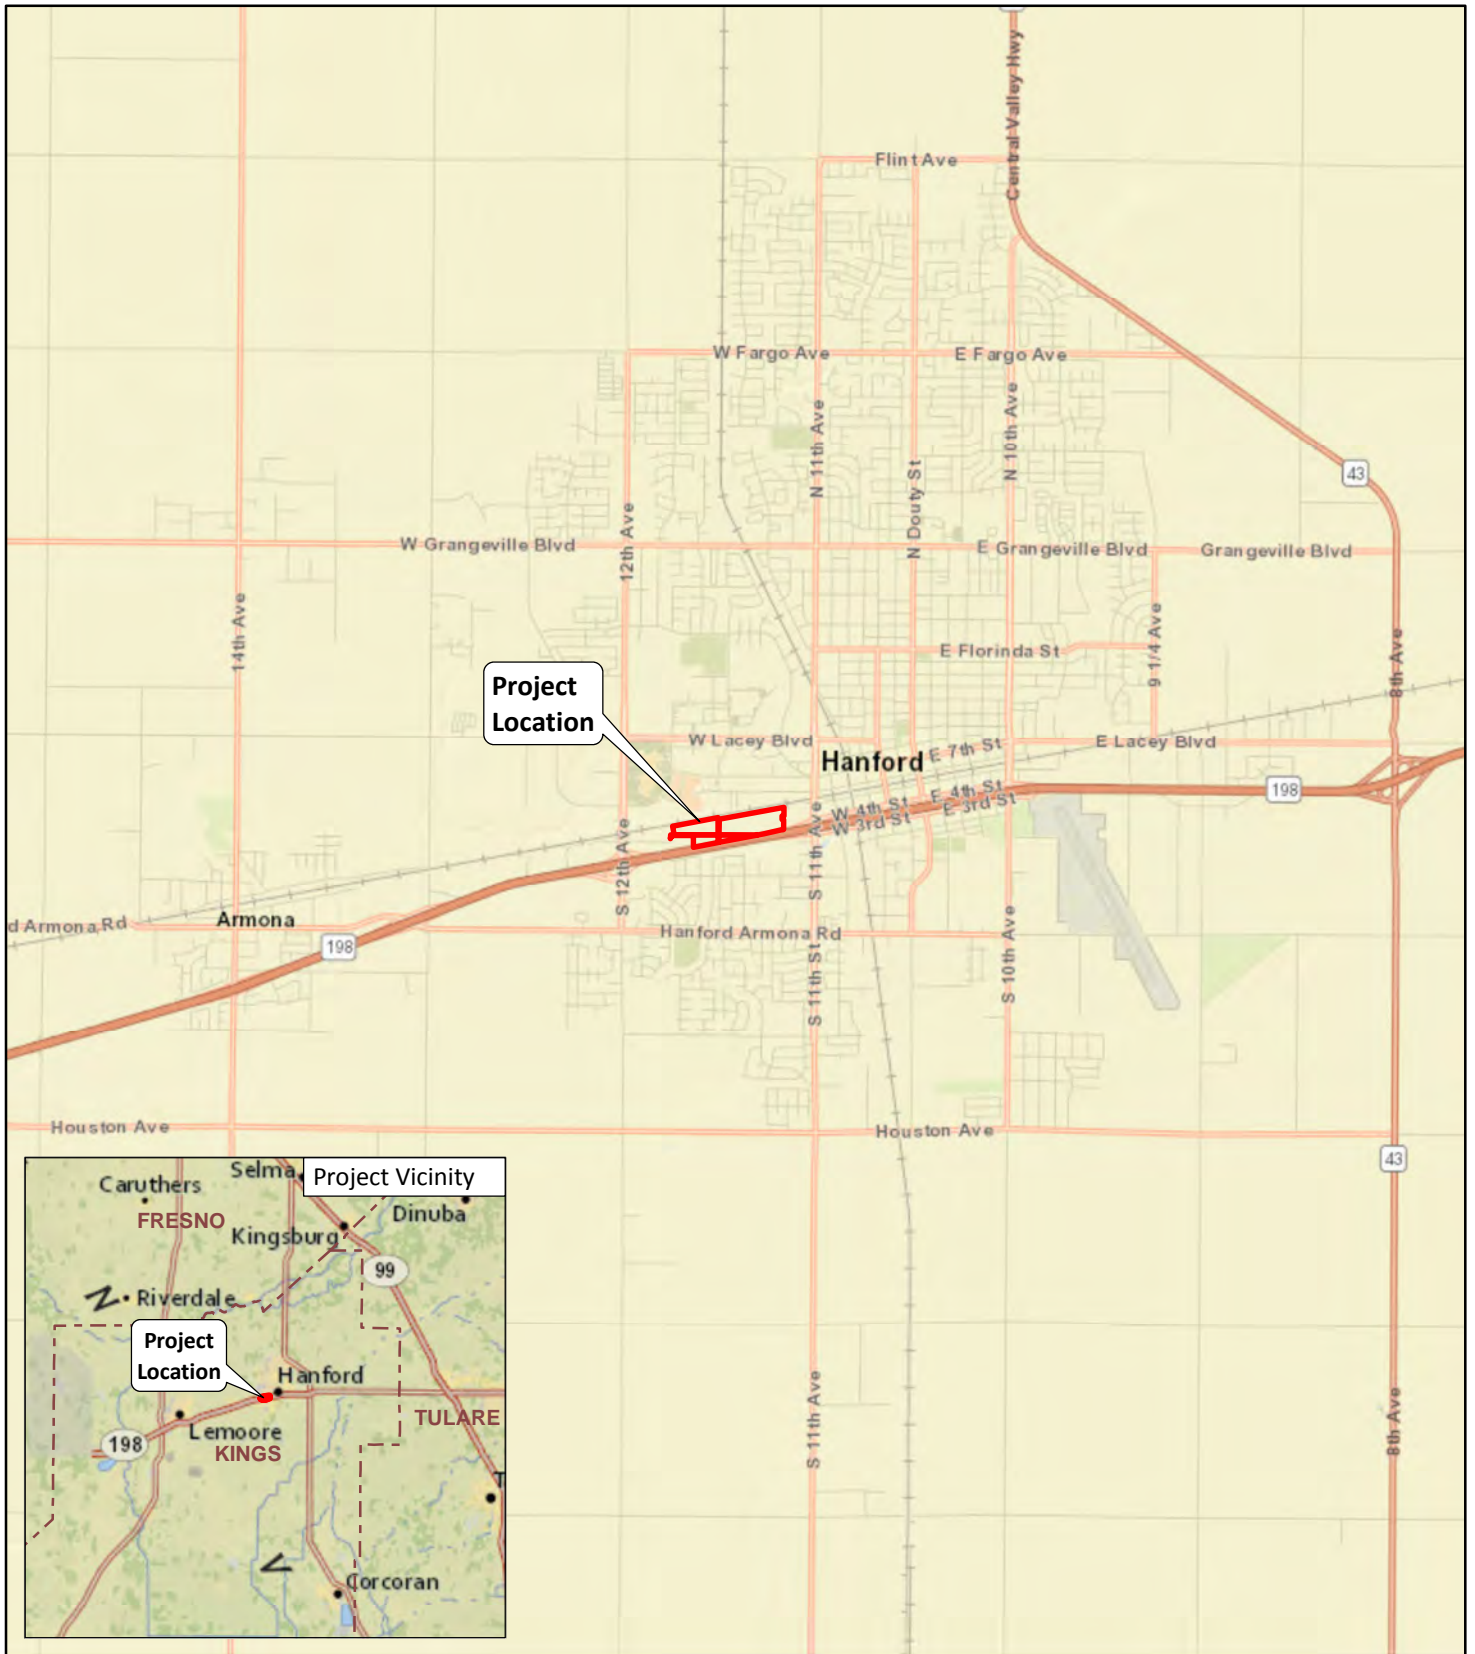 Central Valley Hwy
Flint Ave
W Fargo Ave
E Fargo Ave
N 11th Ave
N 10th Ave
N Douty St
43
12th Ave
W Grangeville Blvd
E Grangeville Blvd
Grangeville Blvd
14th Ave
9 1/4 Ave
8th Ave
E Florinda St
Project
Location
W Lacey Blvd
Hanford
E 7th St
E Lacey Blvd
198
W 4th St
E 4th St
W 3rd St
E 3rd St
S 12th Ave
S 11th Ave
d Armona Rd
Armona
198
Hanford Armona Rd
S 11th St
S 10th Ave
Houston Ave
Houston Ave
43
S 11th Ave
8th Ave
Project Vicinity
Selma
Caruthers
FRESNO
Dinuba
Kingsburg
99
Riverdale
Project
Location
Hanford
TULARE
Lemoore
198
KINGS
T
Corcoran